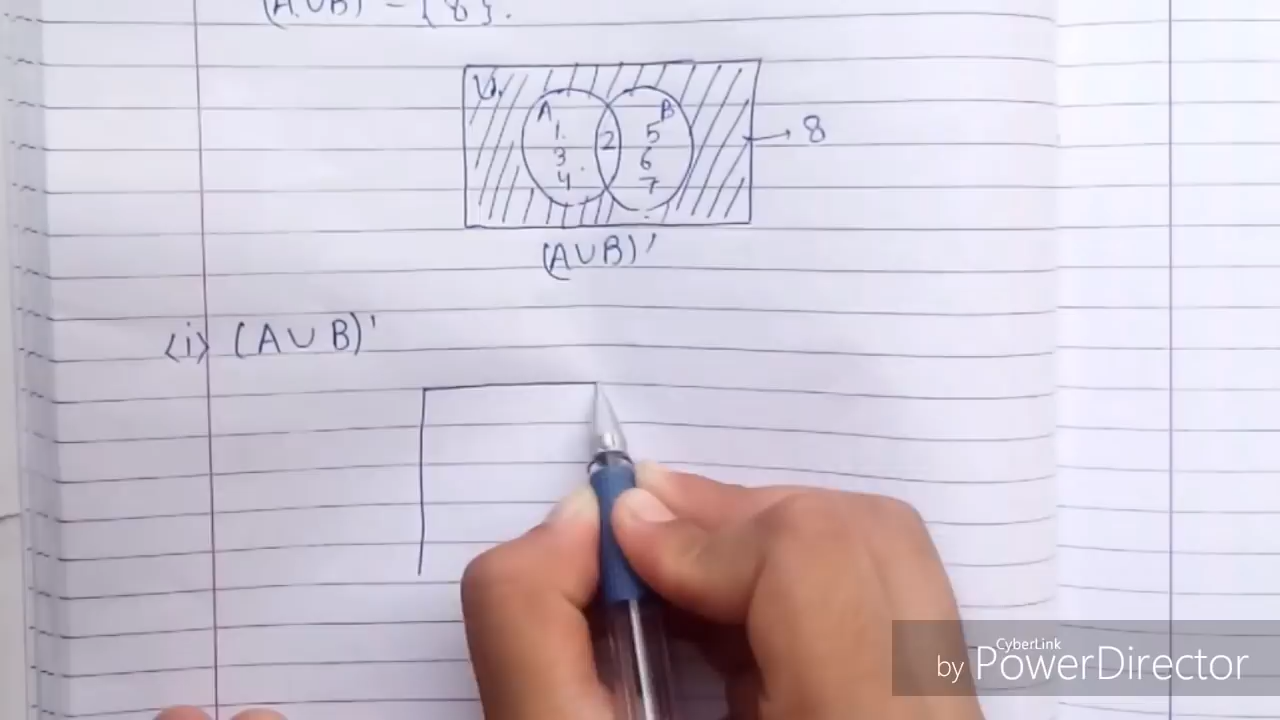 (A∪B)' = {8}.
U
A B
1. 2 5
3 6
4 7
→ 8
(A∪B)'
<i> (A∪B)'
CyberLink
by PowerDirector